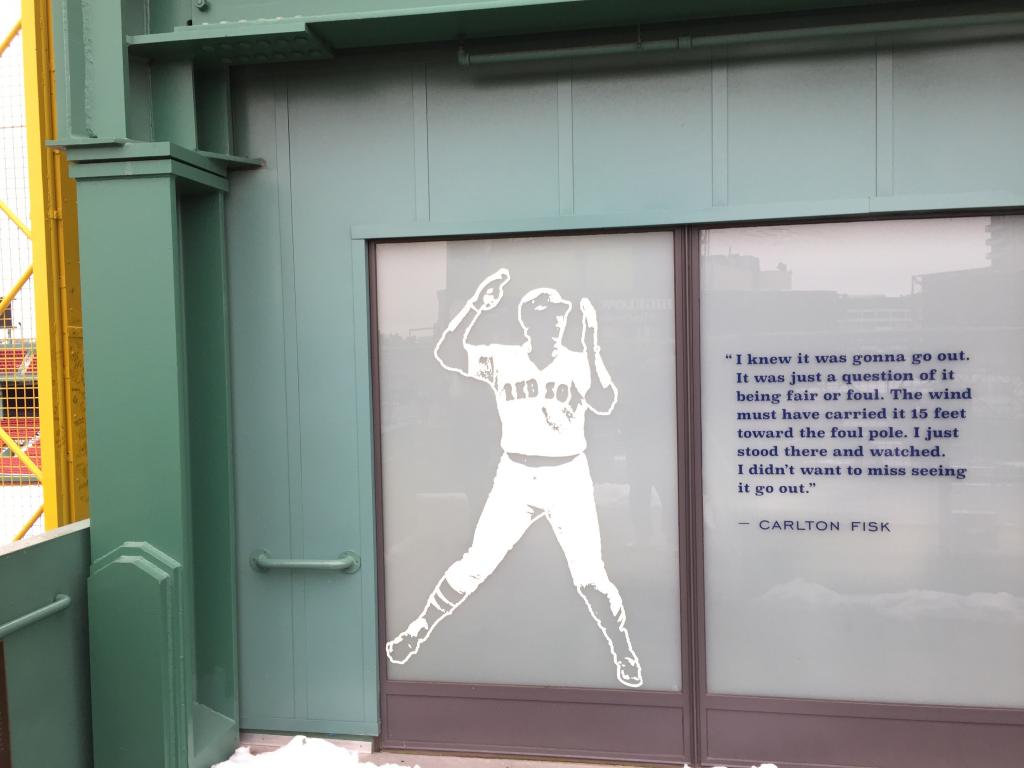 RED SOX
“I knew it was gonna go out.
It was just a question of it
being fair or foul. The wind
must have carried it 15 feet
toward the foul pole. I just
stood there and watched.
I didn’t want to miss seeing
it go out.”
— CARLTON FISK